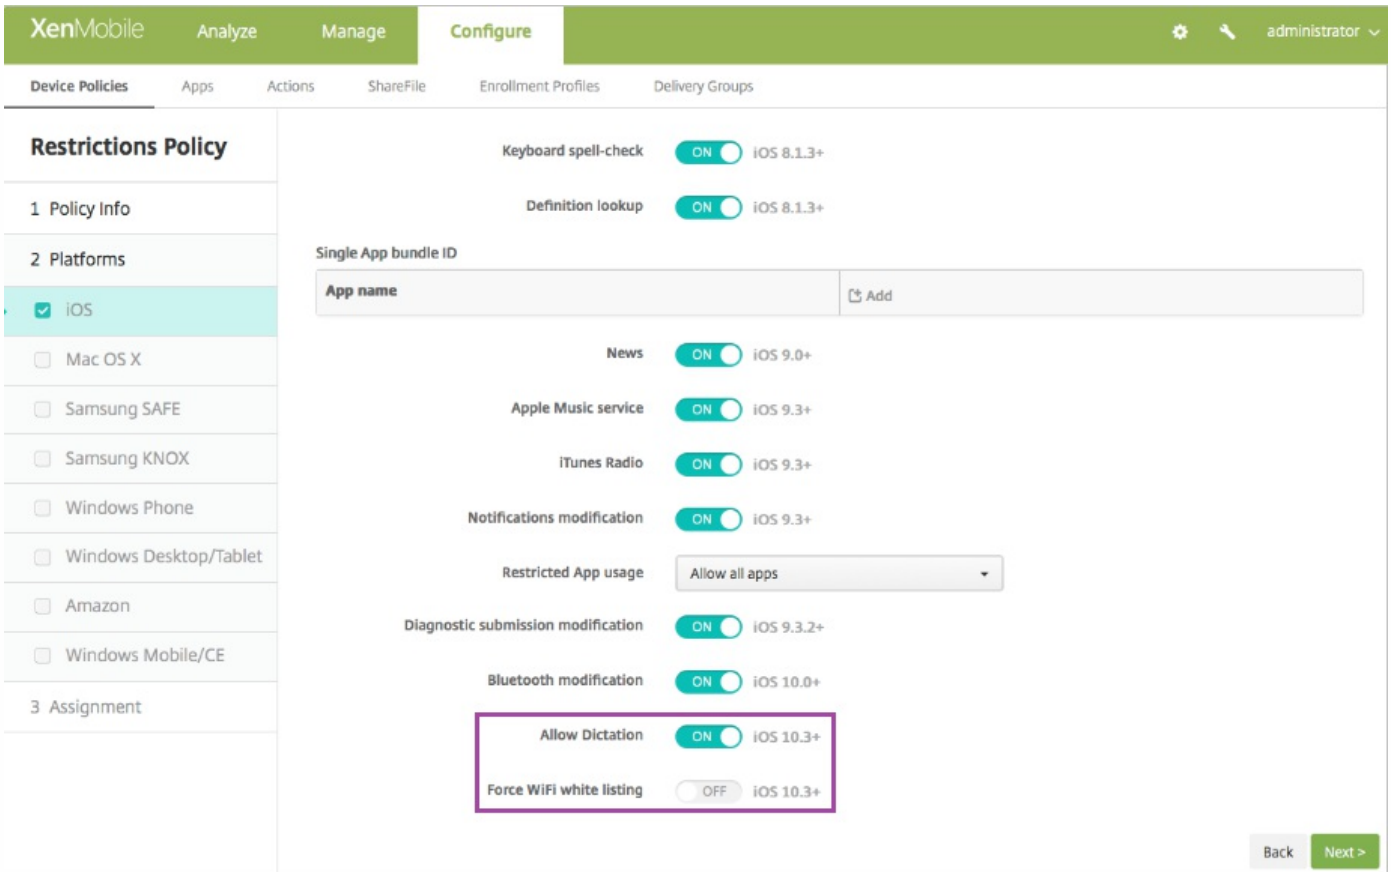 XenMobile Analyze Manage Configure administrator
Device Policies Apps Actions ShareFile Enrollment Profiles Delivery Groups
Restrictions Policy
1 Policy Info
2 Platforms
iOS
Mac OS X
Samsung SAFE
Samsung KNOX
Windows Phone
Windows Desktop/Tablet
Amazon
Windows Mobile/CE
3 Assignment
Keyboard spell-check ON iOS 8.1.3+
Definition lookup ON iOS 8.1.3+
Single App bundle ID
App name Add
News ON iOS 9.0+
Apple Music service ON iOS 9.3+
iTunes Radio ON iOS 9.3+
Notifications modification ON iOS 9.3+
Restricted App usage Allow all apps
Diagnostic submission modification ON iOS 9.3.2+
Bluetooth modification ON iOS 10.0+
Allow Dictation ON iOS 10.3+
Force WiFi white listing OFF iOS 10.3+
Back Next >